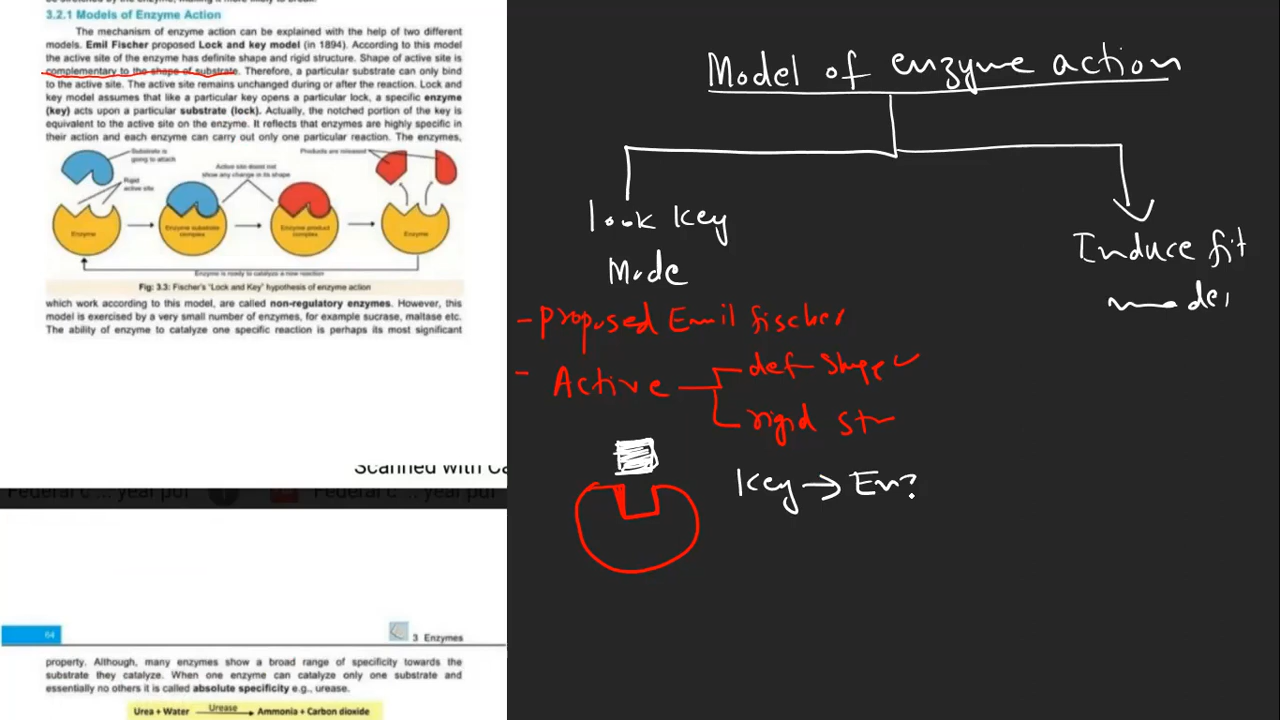 3.2.1 Models of Enzyme Action
The mechanism of enzyme action can be explained with the help of two different
models. Emil Fischer proposed Lock and key model (in 1894). According to this model
the active site of the enzyme has definite shape and rigid structure. Shape of active site is
complementary to the shape of substrate. Therefore, a particular substrate can only bind
to the active site. The active site remains unchanged during or after the reaction. Lock and
key model assumes that like a particular key opens a particular lock, a specific enzyme
(key) acts upon a particular substrate (lock). Actually, the notched portion of the key is
equivalent to the active site on the enzyme. It reflects that enzymes are highly specific in
their action and each enzyme can carry out only one particular reaction. The enzymes,
Substrate is
going to attach
Products are released
Rigid
active site
Active site does not
show any change in its shape
Enzyme
Enzyme substrate
complex
Enzyme product
complex
Enzyme
Enzyme is ready to catalyze a new reaction
Fig: 3.3: Fischer's "Lock and Key" hypothesis of enzyme action
which work according to this model, are called non-regulatory enzymes. However, this
model is exercised by a very small number of enzymes, for example sucrase, maltase etc.
The ability of enzyme to catalyze one specific reaction is perhaps its most significant
Scanned with Ca
64
3 Enzymes
property. Although, many enzymes show a broad range of specificity towards the
substrate they catalyze. When one enzyme can catalyze only one substrate and
essentially no others it is called absolute specificity e.g., urease.
Urea + Water Urease Ammonia + Carbon dioxide
Model of enzyme action
look key
Mode
Induce fit
model
- proposed Emil fischer
- Active
def shape
rigid str
Key → En?